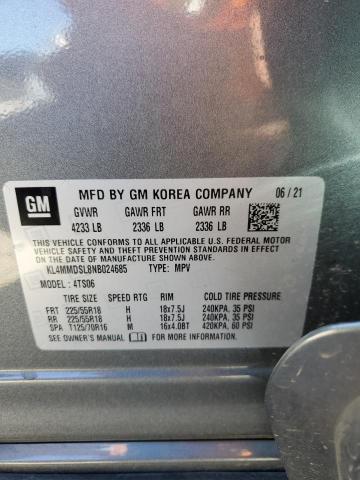 GM
MFD BY GM KOREA COMPANY 06 / 21
GVWR GAWR FRT GAWR RR
4233 LB 2336 LB 2336 LB
THIS VEHICLE CONFORMS TO ALL APPLICABLE U.S. FEDERAL MOTOR
VEHICLE SAFETY AND THEFT PREVENTION STANDARDS IN EFFECT ON
THE DATE OF MANUFACTURE SHOWN ABOVE.
KL4MMDSL8NB024685 TYPE: MPV
MODEL: 4TS06
TIRE SIZE SPEED RTG RIM COLD TIRE PRESSURE
FRT 225/55R18 H 18x7.5J 240KPA, 35 PSI
RR 225/55R18 H 18x7.5J 240KPA, 35 PSI
SPA T125/70R16 M 16x4.0BT 420KPA, 60 PSI
SEE OWNER'S MANUAL FOR MORE INFORMATION.